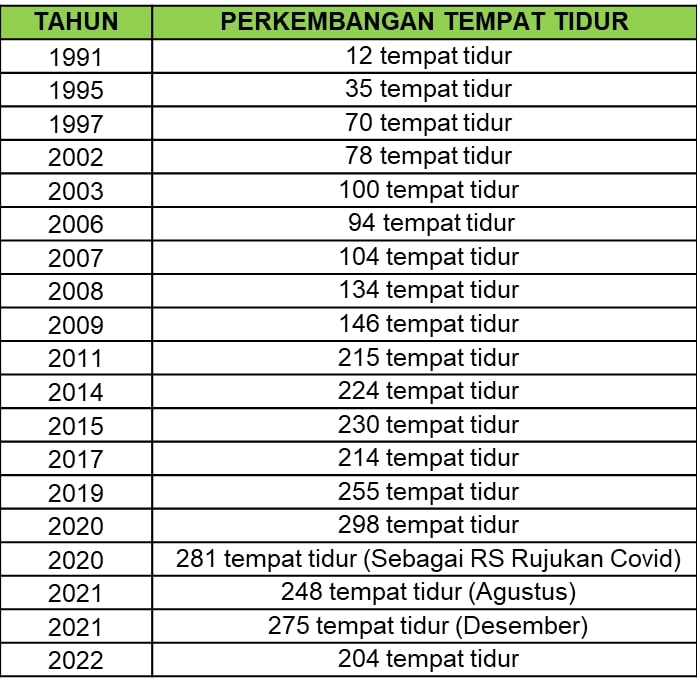 TAHUN PERKEMBANGAN TEMPAT TIDUR
1991 12 tempat tidur
1995 35 tempat tidur
1997 70 tempat tidur
2002 78 tempat tidur
2003 100 tempat tidur
2006 94 tempat tidur
2007 104 tempat tidur
2008 134 tempat tidur
2009 146 tempat tidur
2011 215 tempat tidur
2014 224 tempat tidur
2015 230 tempat tidur
2017 214 tempat tidur
2019 255 tempat tidur
2020 298 tempat tidur
2020 281 tempat tidur (Sebagai RS Rujukan Covid)
2021 248 tempat tidur (Agustus)
2021 275 tempat tidur (Desember)
2022 204 tempat tidur